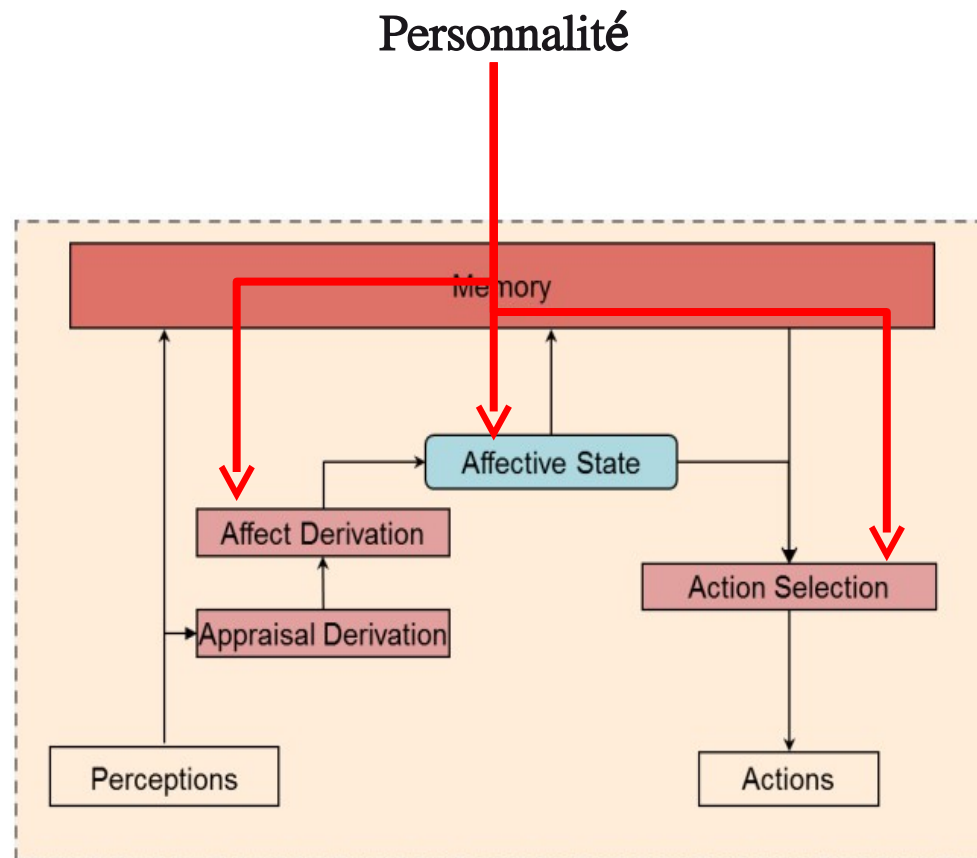 Personnalité
Memory
Affective State
Affect Derivation
Action Selection
Appraisal Derivation
Perceptions
Actions